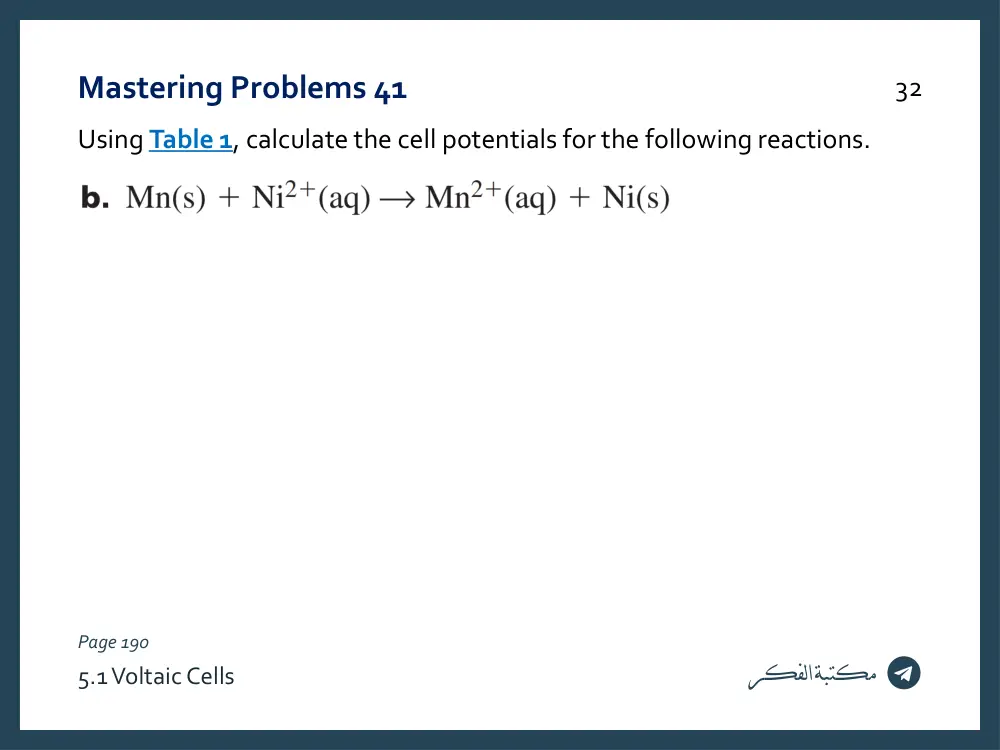 Mastering Problems 41
32
Using Table 1, calculate the cell potentials for the following reactions.
b. Mn(s) + Ni²⁺(aq) ⟶ Mn²⁺(aq) + Ni(s)
Page 190
5.1 Voltaic Cells
مكتبة الفكر